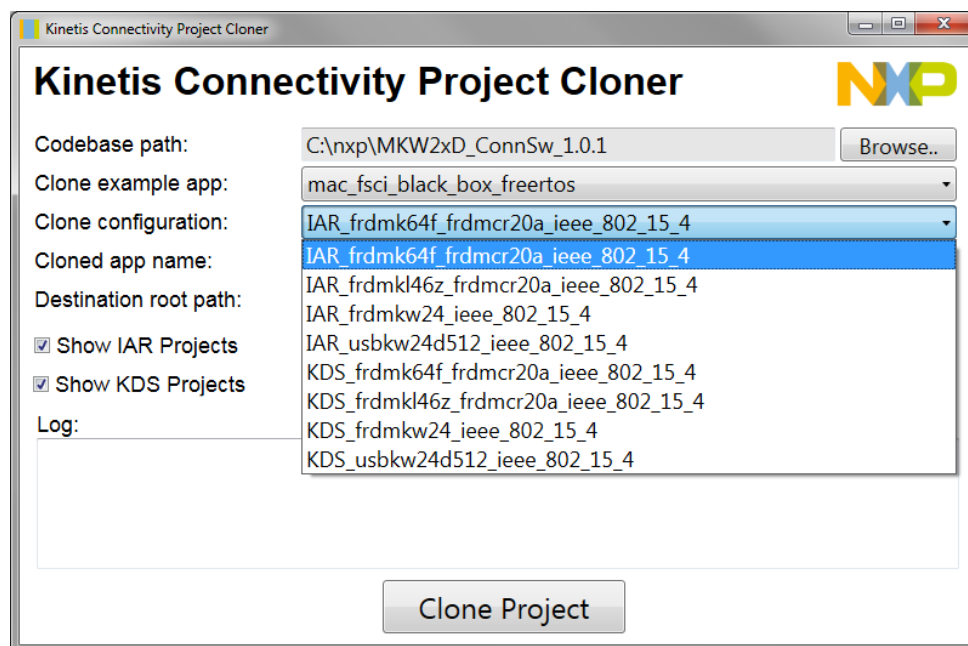 Kinetis Connectivity Project Cloner
Kinetis Connectivity Project Cloner
NXP
Codebase path: C:\nxp\MKW2xD_ConnSw_1.0.1 Browse..
Clone example app: mac_fsci_black_box_freertos
Clone configuration: IAR_frdmk64f_frdmcr20a_ieee_802_15_4
Cloned app name: IAR_frdmk64f_frdmcr20a_ieee_802_15_4
IAR_frdmkl46z_frdmcr20a_ieee_802_15_4
Destination root path: IAR_frdmkw24_ieee_802_15_4
Show IAR Projects IAR_usbkw24d512_ieee_802_15_4
KDS_frdmk64f_frdmcr20a_ieee_802_15_4
Show KDS Projects KDS_frdmkl46z_frdmcr20a_ieee_802_15_4
Log: KDS_frdmkw24_ieee_802_15_4
KDS_usbkw24d512_ieee_802_15_4
Clone Project